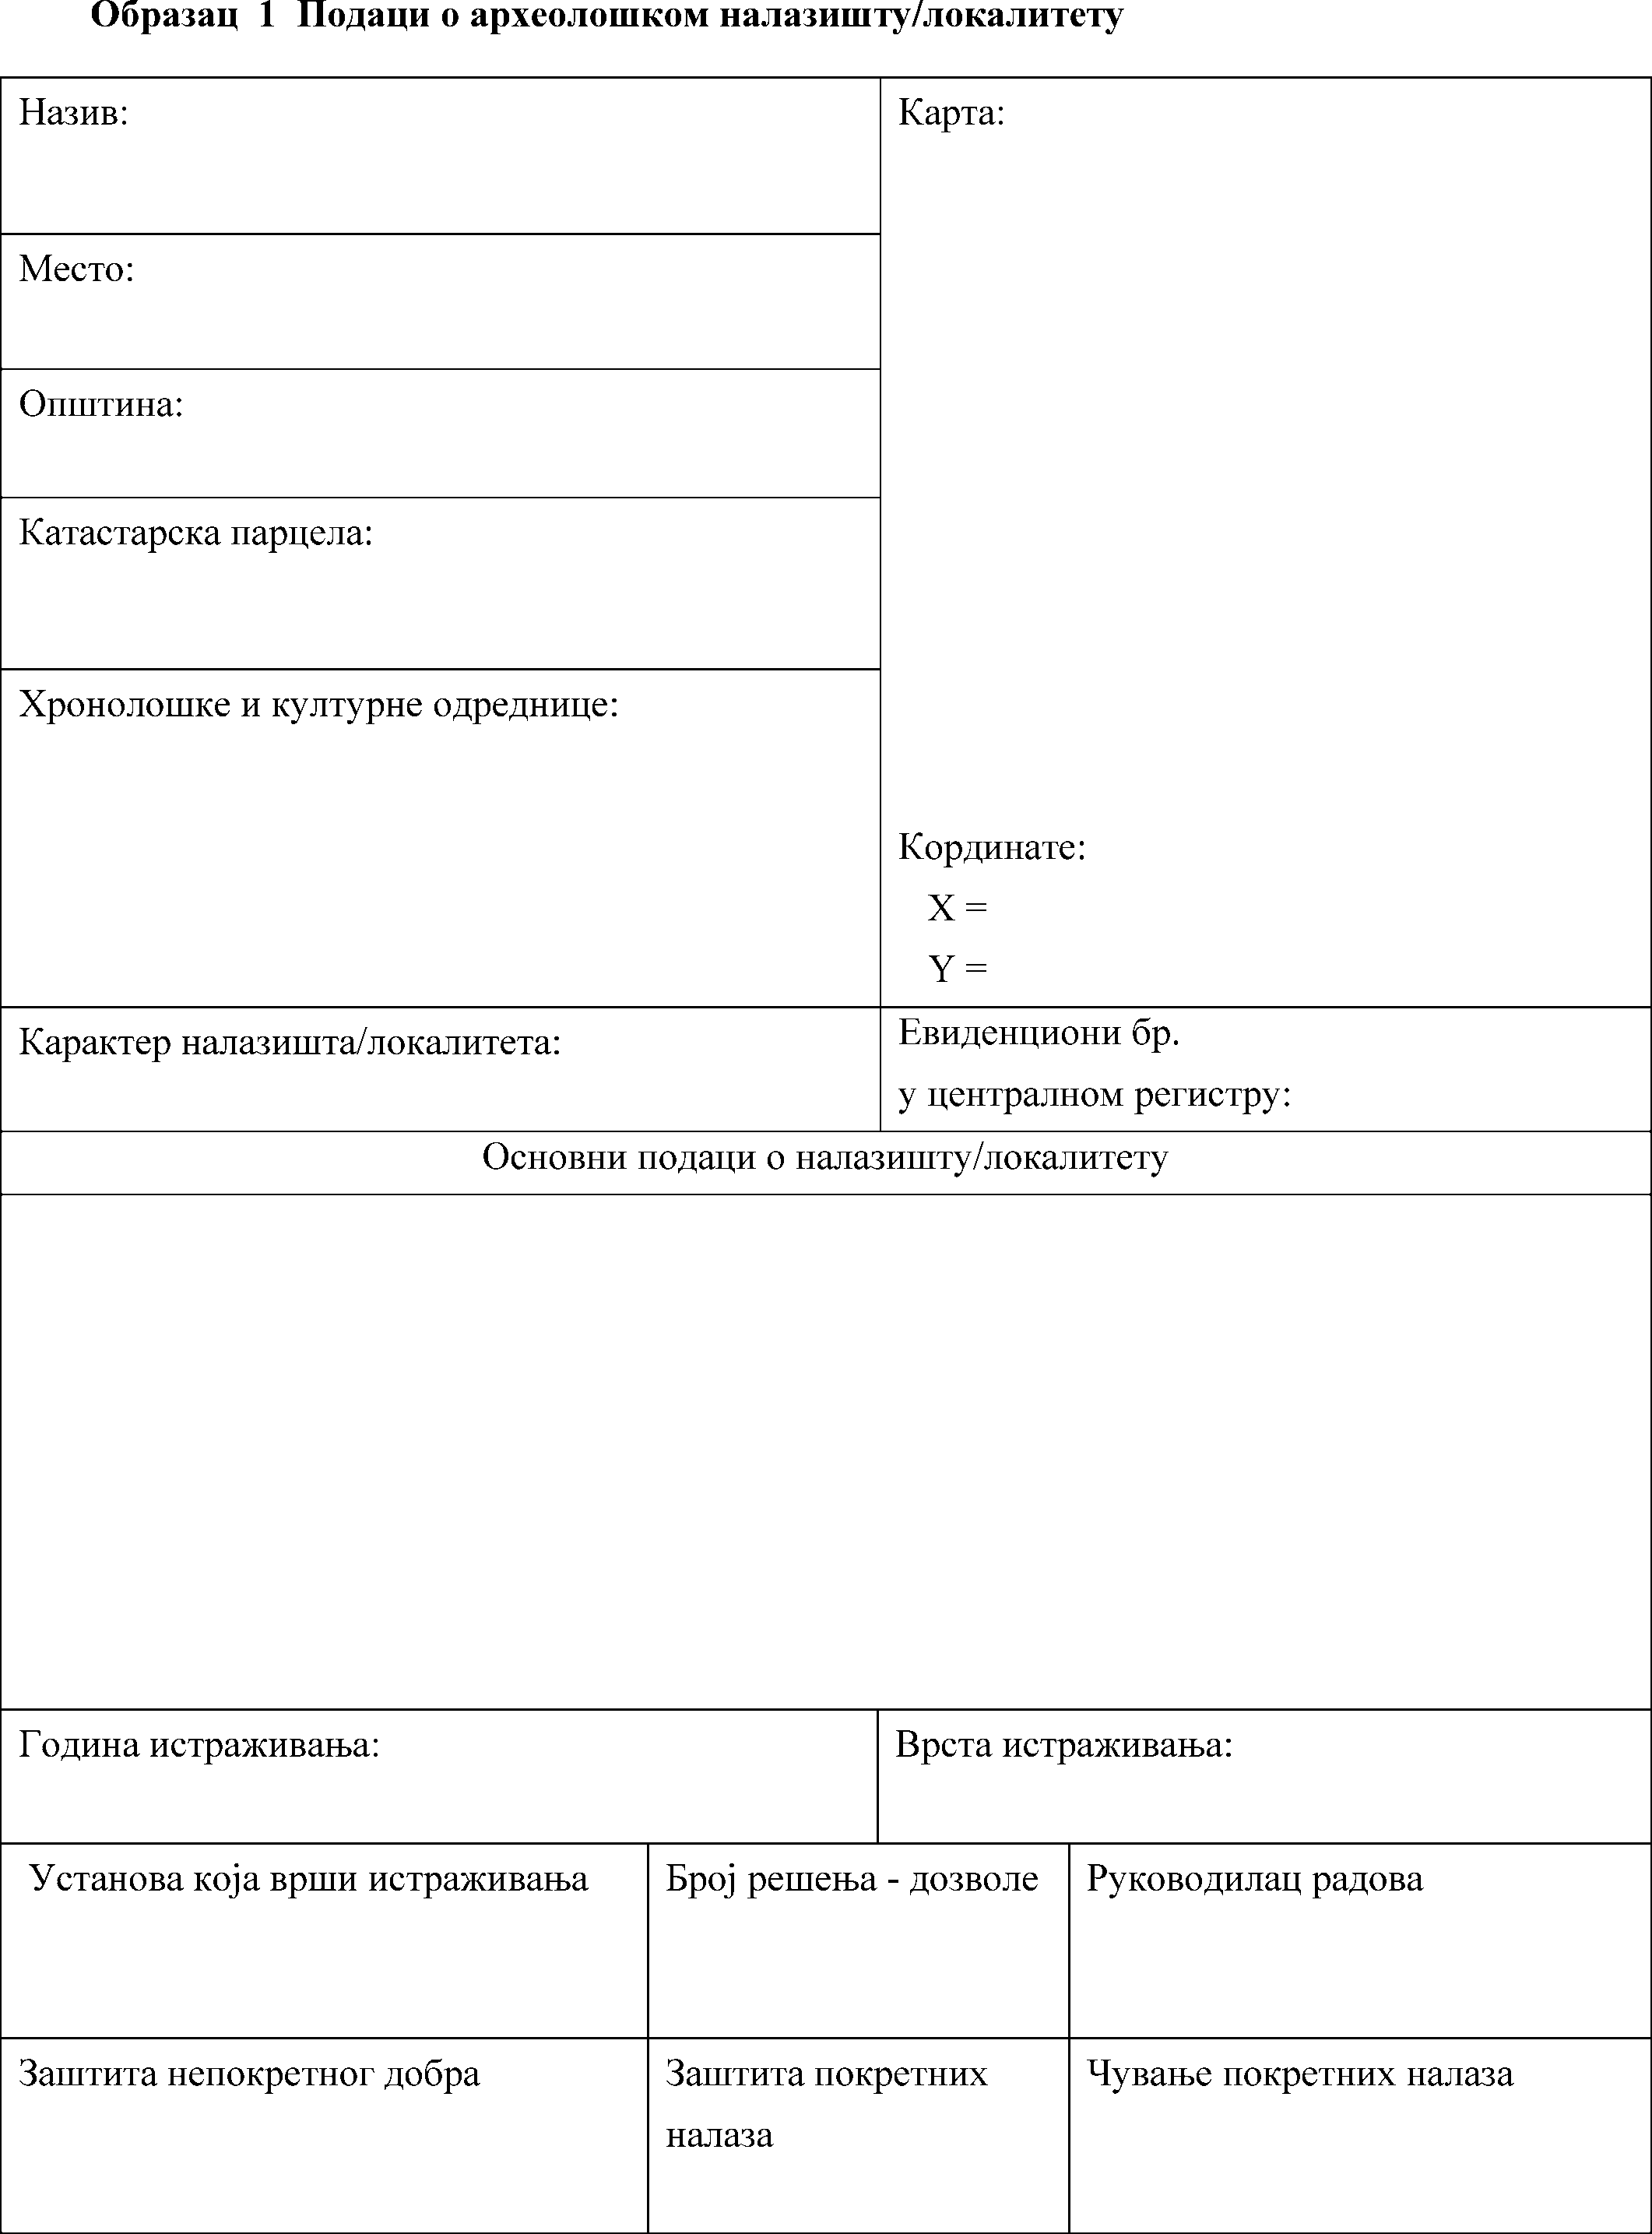 Образац 1 Подаци о археолошком налазишту/локалитету
Назив:
Карта:
Место:
Општина:
Катастарска парцела:
Хронолошке и културне одреднице:
Кординате:
X =
Y =
Карактер налазишта/локалитета:
Евиденциони бр.
у централном регистру:
Основни подаци о налазишту/локалитету
Година истраживања:
Врста истраживања:
Установа која врши истраживања
Број решења - дозволе
Руководилац радова
Заштита непокретног добра
Заштита покретних
налаза
Чување покретних налаза